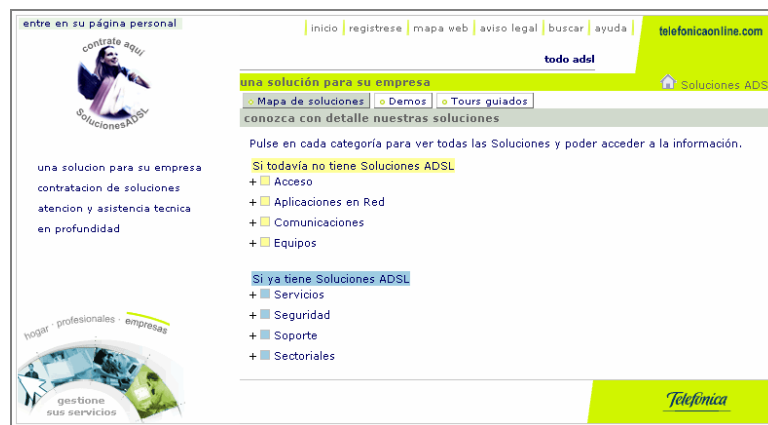 entre en su página personal
inicio registrese mapa web aviso legal buscar ayuda
telefonicaonline.com
contrate aqui
SolucionesADSL
todo adsl
una solución para su empresa
Soluciones ADS
Mapa de soluciones Demos Tours guiados
conozca con detalle nuestras soluciones
Pulse en cada categoría para ver todas las Soluciones y poder acceder a la información.
una solucion para su empresa
contratacion de soluciones
atencion y asistencia tecnica
en profundidad
Si todavía no tiene Soluciones ADSL
+ Acceso
+ Aplicaciones en Red
+ Comunicaciones
+ Equipos
Si ya tiene Soluciones ADSL
+ Servicios
+ Seguridad
+ Soporte
+ Sectoriales
hogar · profesionales · empresas
gestione
sus servicios
Telefónica